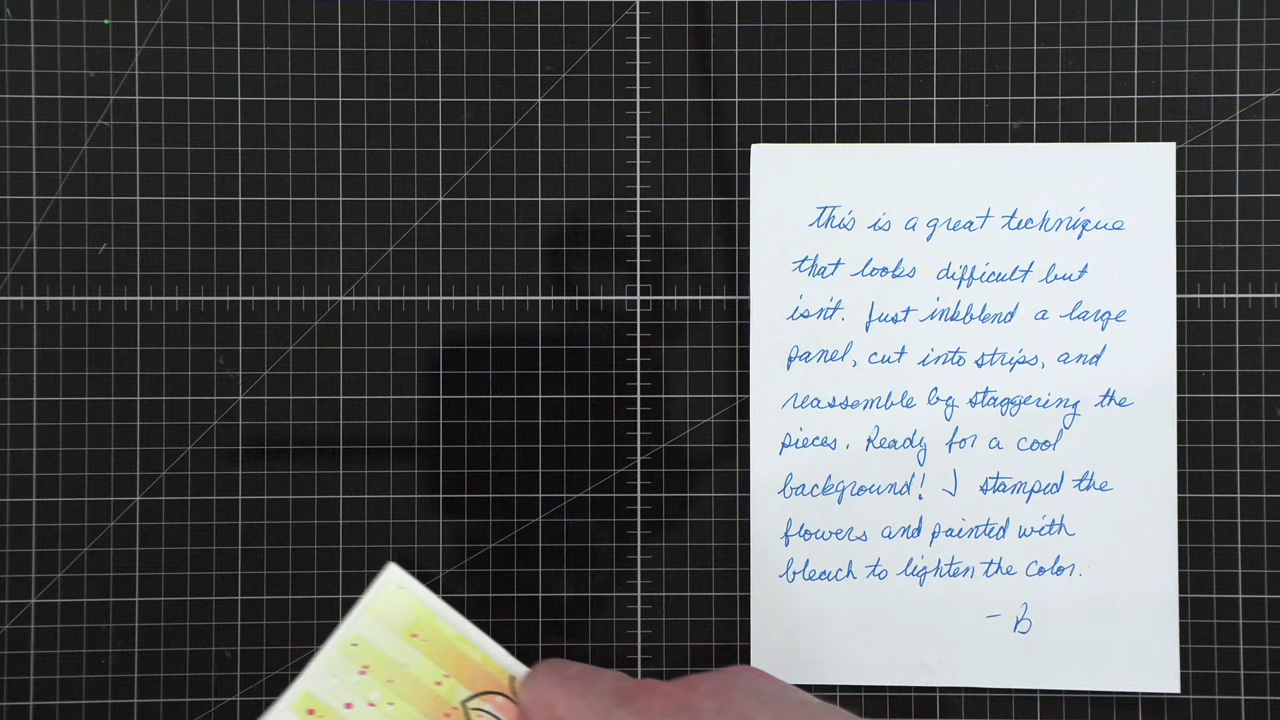 This is a great technique
that looks difficult but
isn't. Just inkblend a large
panel, cut into strips, and
reassemble by staggering the
pieces. Ready for a cool
background! I stamped the
flowers and painted with
bleach to lighten the color.
- B